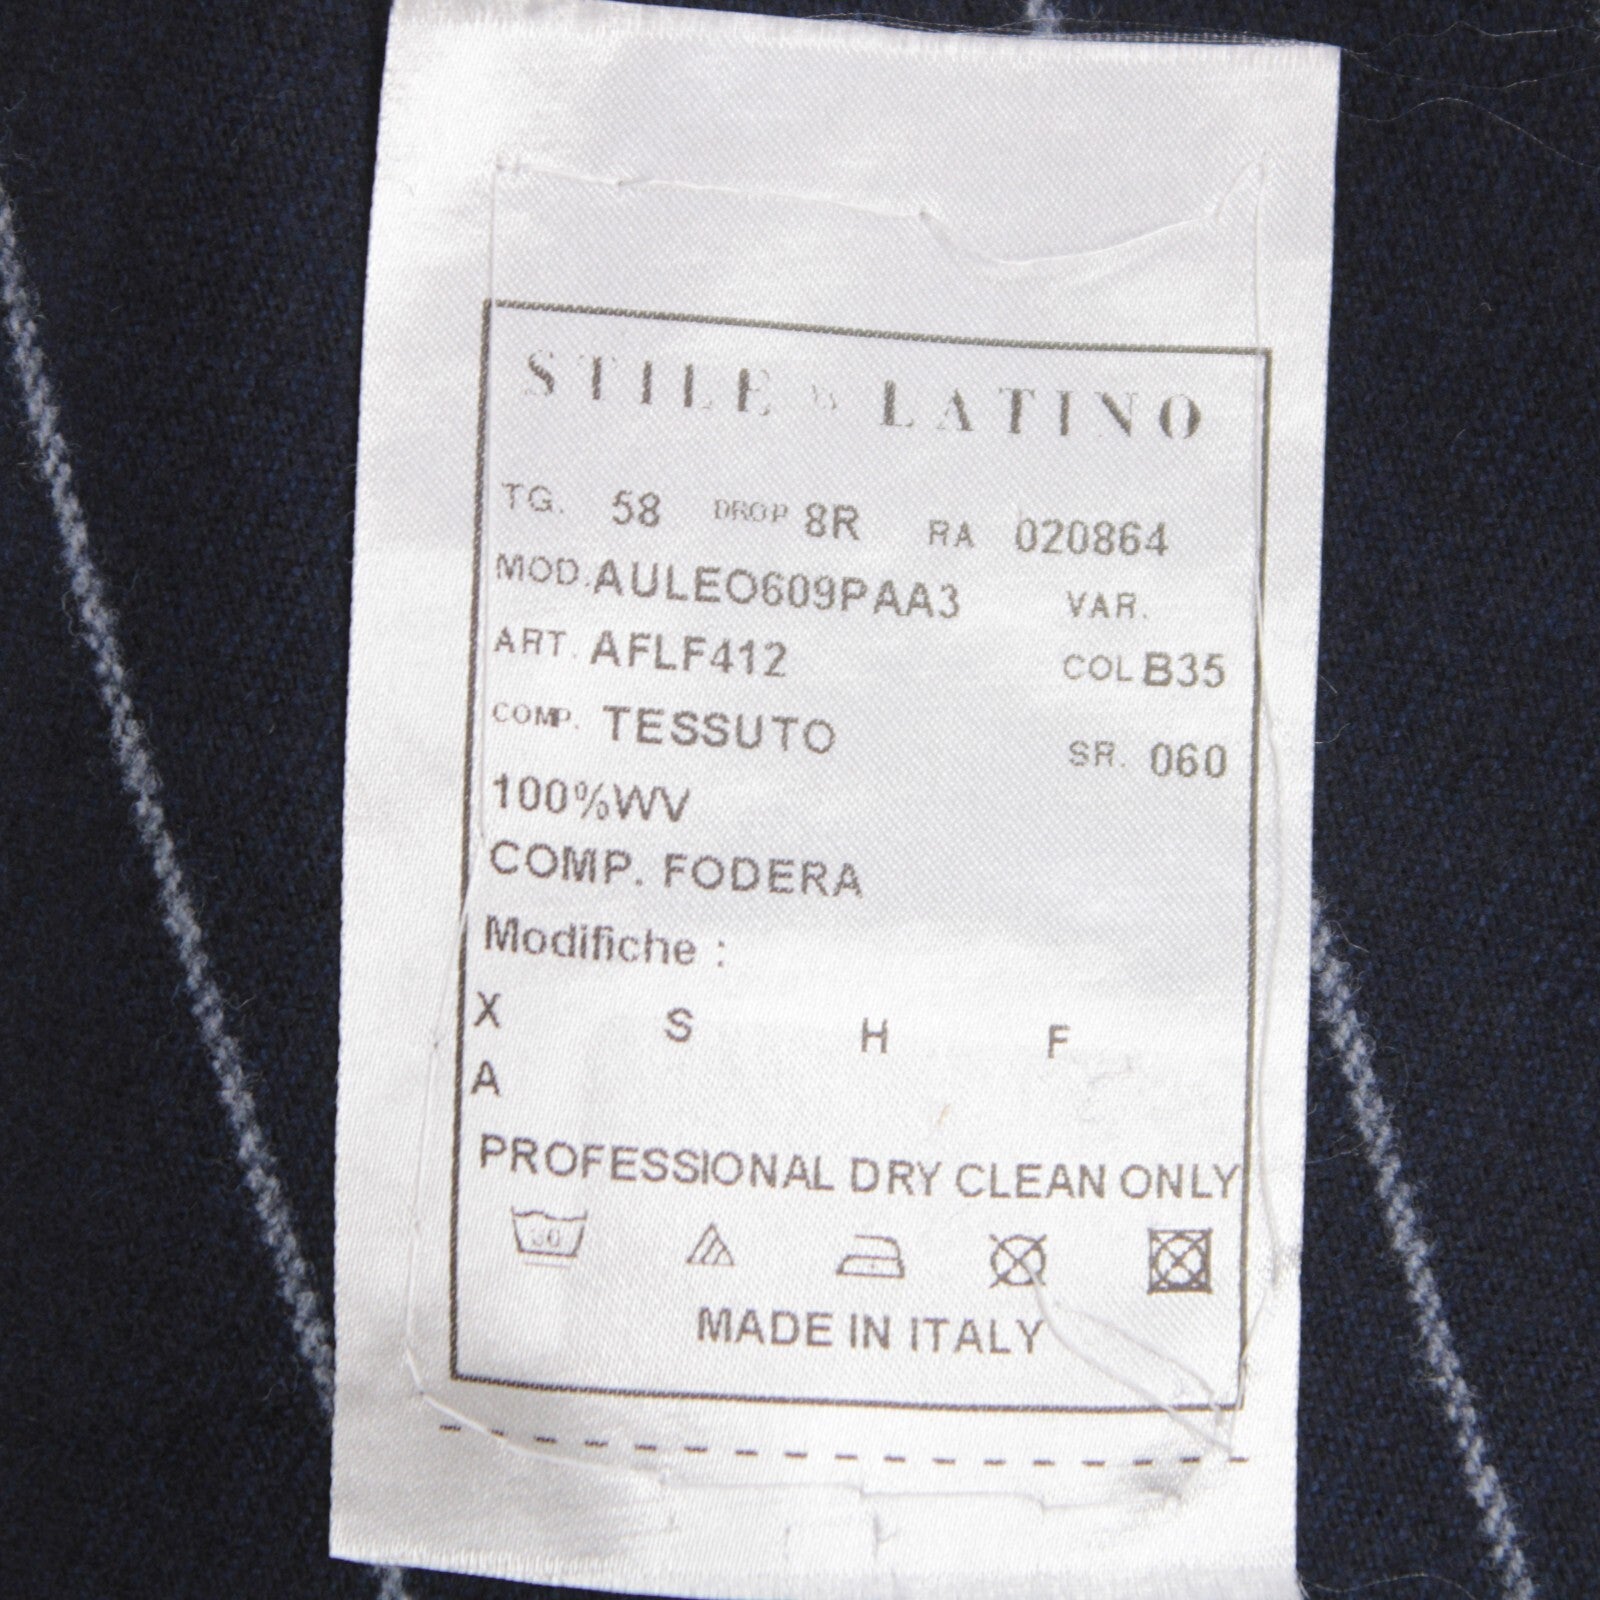 STILE LATINO
TG. 58 DROP 8R RA 020864
MOD. AULEO609PAA3 VAR.
ART. AFLF412 COL B35
COMP. TESSUTO SR. 060
100%WV
COMP. FODERA
Modifiche :
X S H F
A
PROFESSIONAL DRY CLEAN ONLY
30
MADE IN ITALY